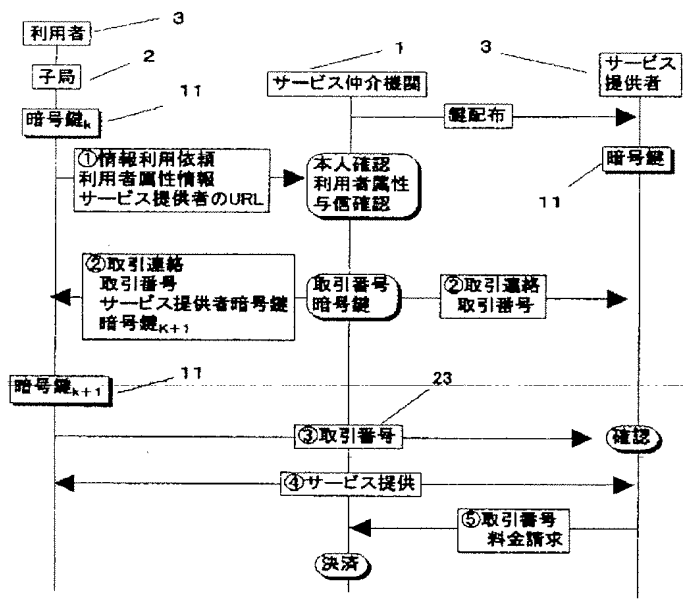 利用者
3
子局
2
暗号鍵k
11
サービス仲介機関
1
サービス
提供者
3
鍵配布
暗号鍵
11
①情報利用依頼
利用者属性情報
サービス提供者のURL
本人確認
利用者属性
与信確認
②取引連絡
取引番号
サービス提供者暗号鍵
暗号鍵K+1
取引番号
暗号鍵
②取引連絡
取引番号
暗号鍵k+1
11
23
③取引番号
確認
④サービス提供
⑤取引番号
料金請求
決済